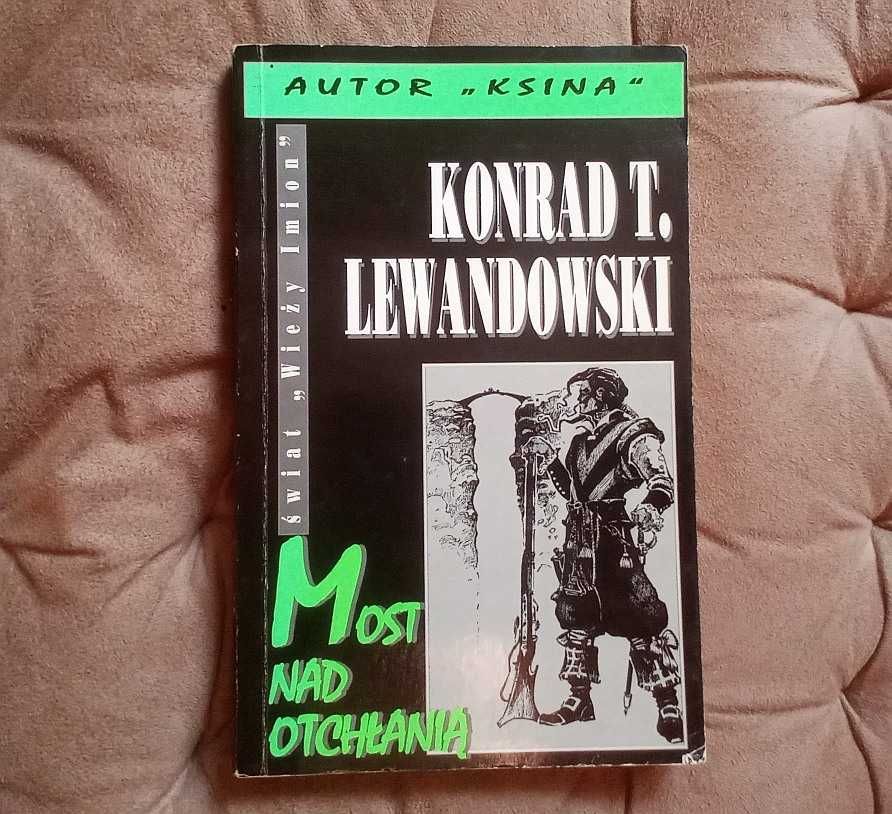 AUTOR „KSINA“
świat „Wieży Imion”
KONRAD T.
LEWANDOWSKI
MOST
NAD
OTCHŁANIĄ